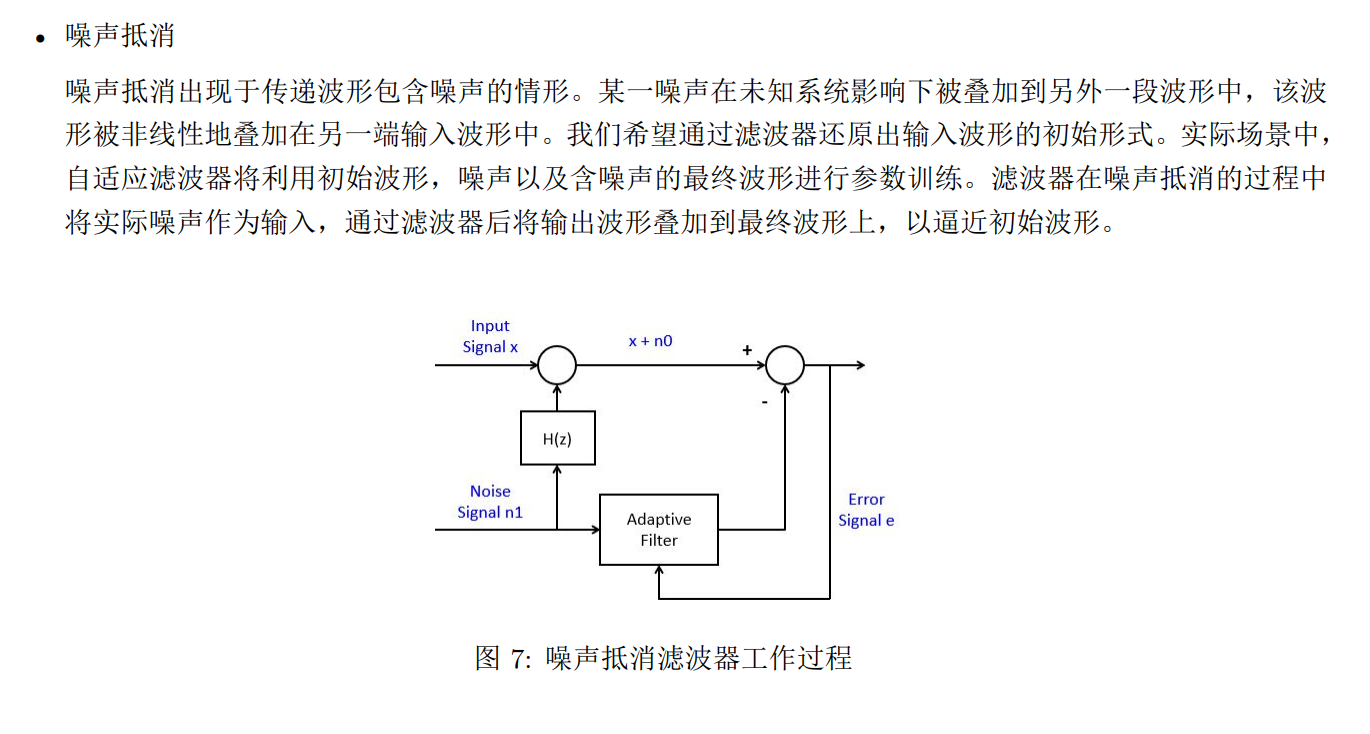 • 噪声抵消
噪声抵消出现于传递波形包含噪声的情形。某一噪声在未知系统影响下被叠加到另外一段波形中，该波
形被非线性地叠加在另一端输入波形中。我们希望通过滤波器还原出输入波形的初始形式。实际场景中，
自适应滤波器将利用初始波形，噪声以及含噪声的最终波形进行参数训练。滤波器在噪声抵消的过程中
将实际噪声作为输入，通过滤波器后将输出波形叠加到最终波形上，以逼近初始波形。
Input
Signal x
x + n0
+
-
H(z)
Noise
Signal n1
Adaptive
Filter
Error
Signal e
图 7: 噪声抵消滤波器工作过程